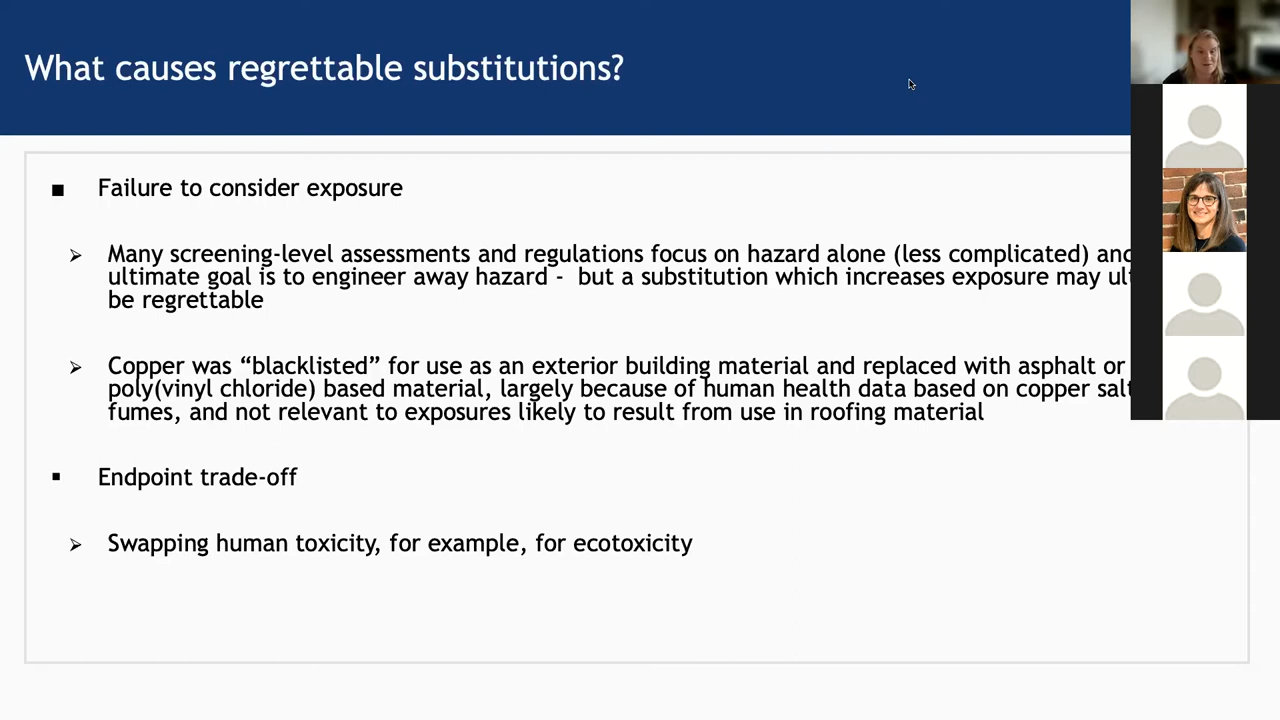 What causes regrettable substitutions?
Failure to consider exposure
Many screening-level assessments and regulations focus on hazard alone (less complicated) and
ultimate goal is to engineer away hazard - but a substitution which increases exposure may
be regrettable
Copper was “blacklisted” for use as an exterior building material and replaced with asphalt or
poly(vinyl chloride) based material, largely because of human health data based on copper
fumes, and not relevant to exposures likely to result from use in roofing material
Endpoint trade-off
Swapping human toxicity, for example, for ecotoxicity